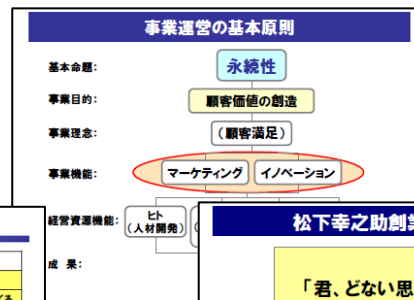 事業運営の基本原則
基本命題: 永続性
事業目的: 顧客価値の創造
事業理念: (顧客満足)
事業機能: マーケティング イノベーション
経営資源機能: ヒト
(人材開発)
成 果:
松下幸之助創業
「君、どない思